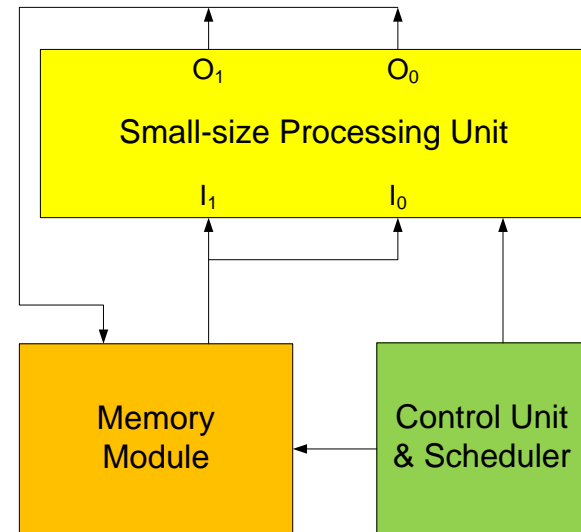 O₁ O₀
Small-size Processing Unit
I₁ I₀
Memory
Module
Control Unit
& Scheduler